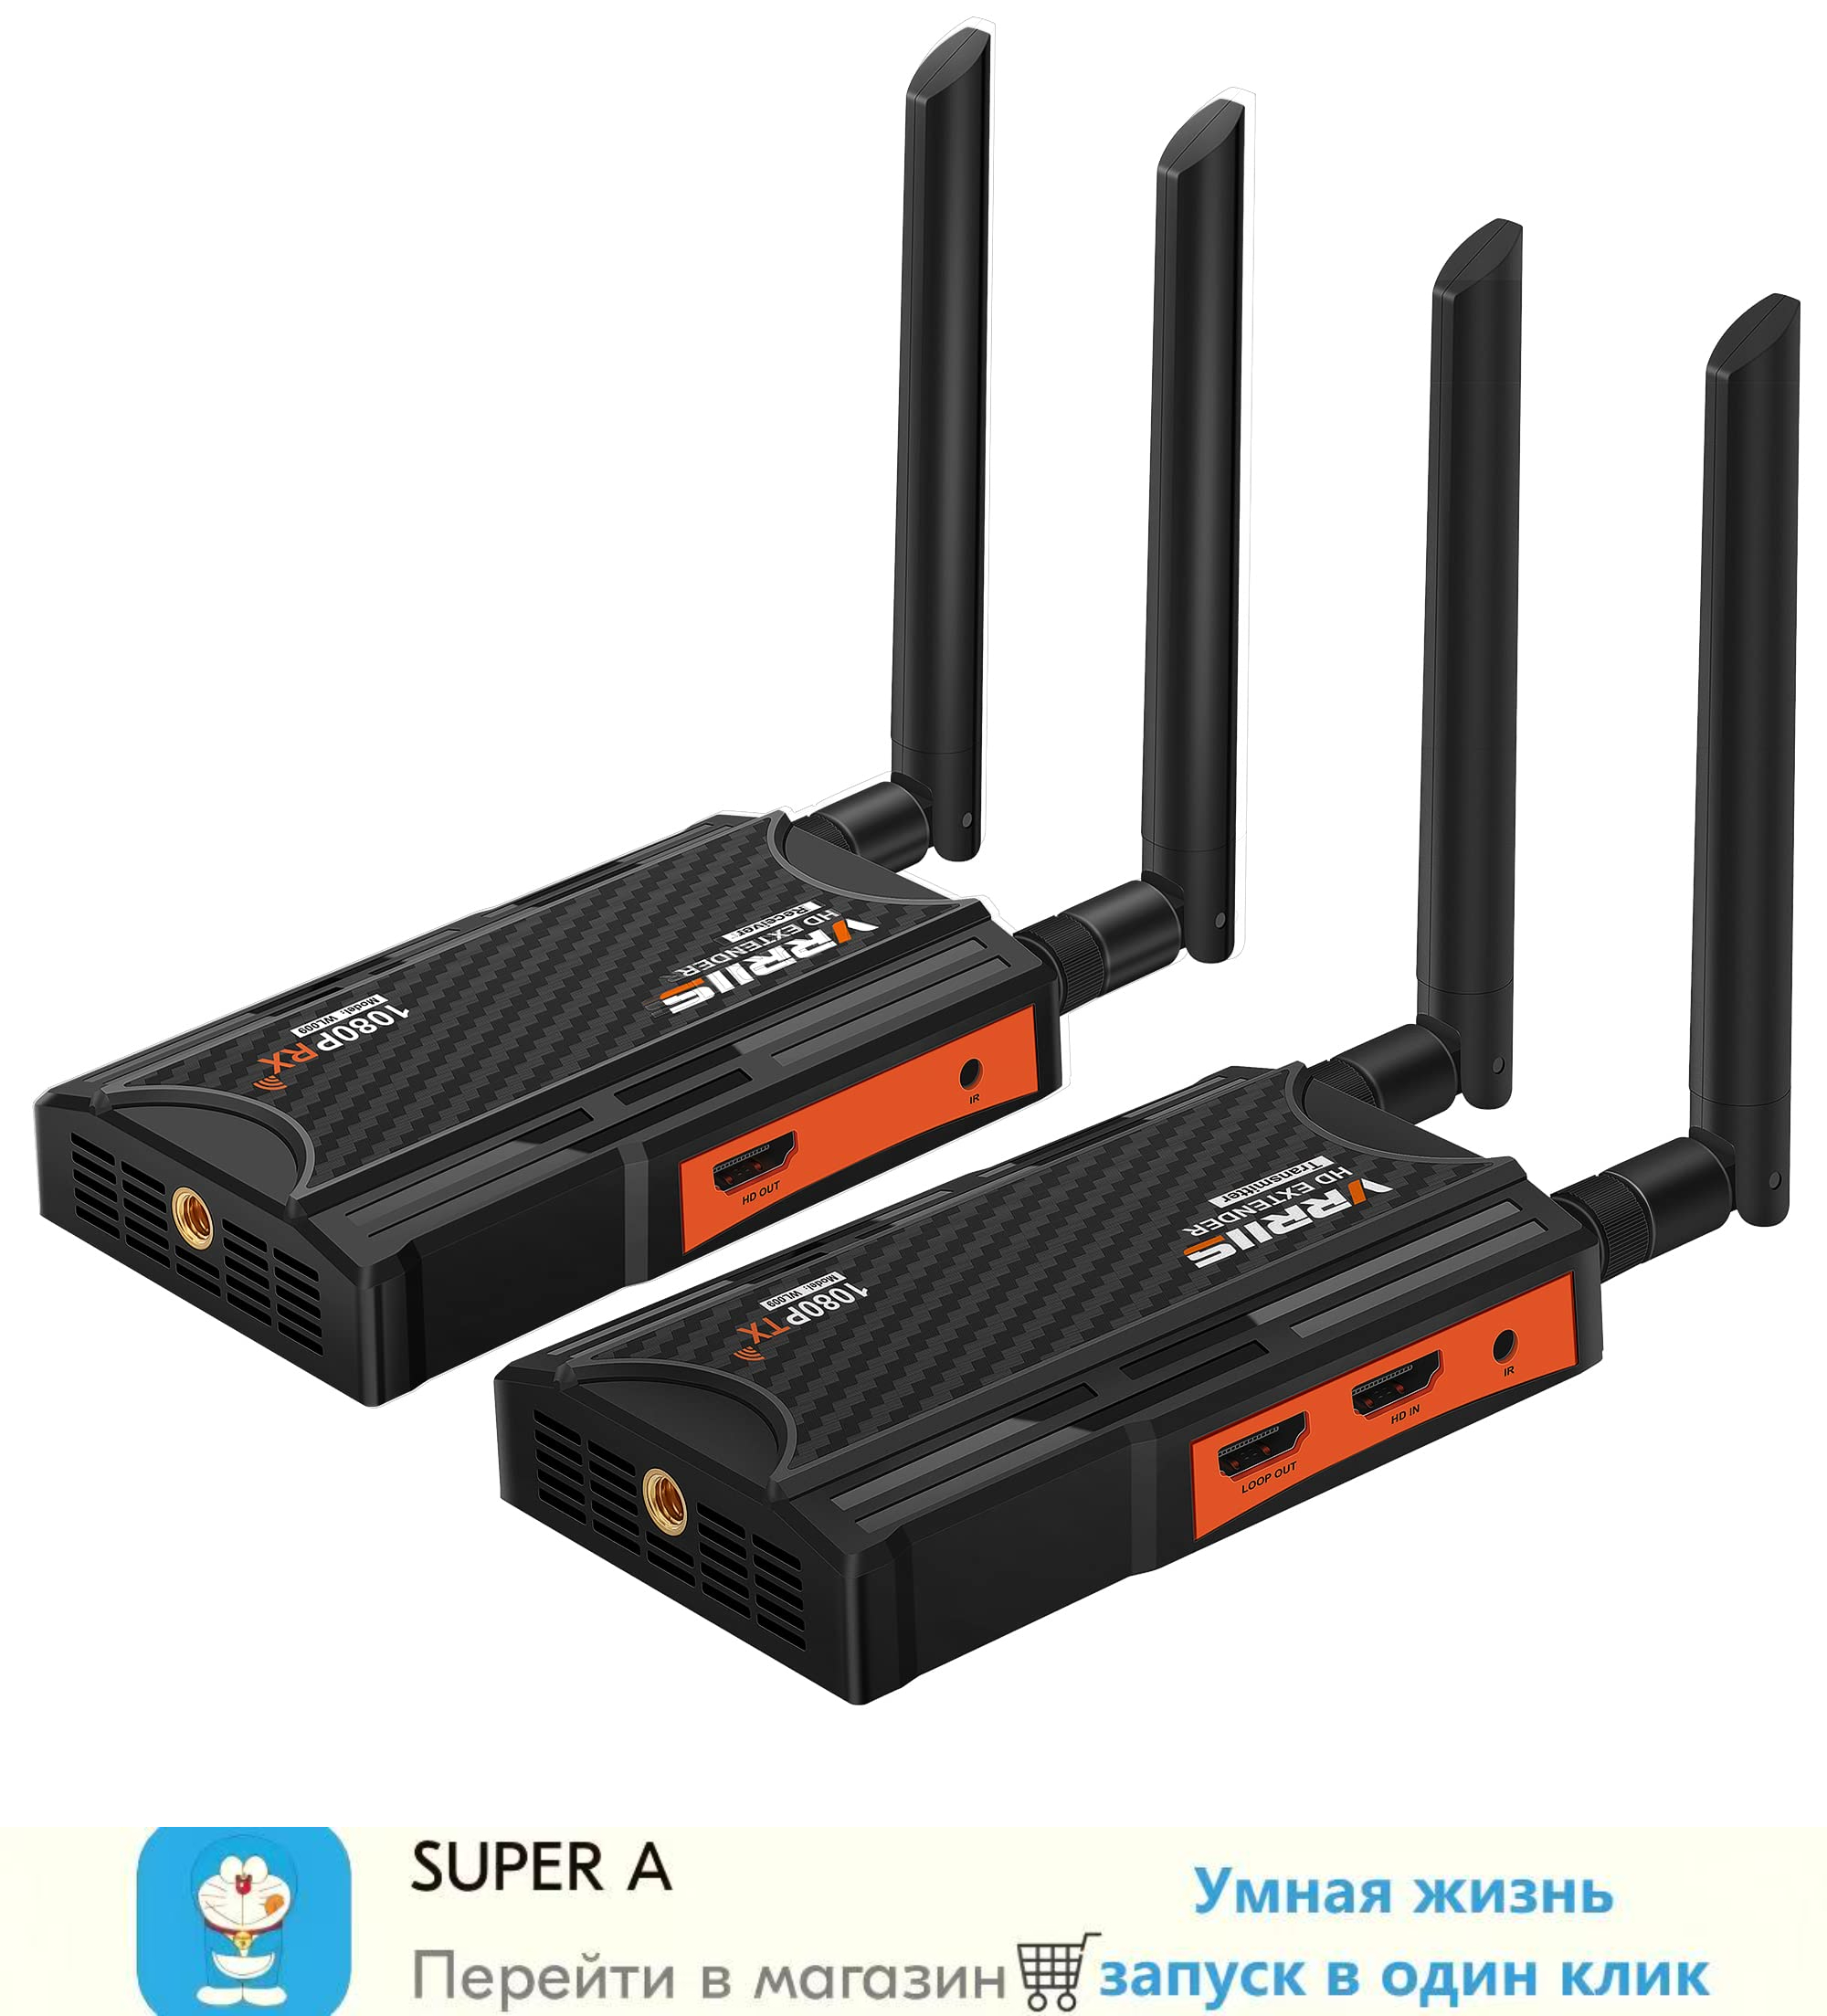 VRRIIS
HD EXTENDER
Receiver
1080P RX
Model: WL009
HD OUT
IR
VRRIIS
HD EXTENDER
Transmitter
1080P TX
Model: WL009
LOOP OUT
HD IN
IR
SUPER A
Перейти в магазин
Умная жизнь
запуск в один клик